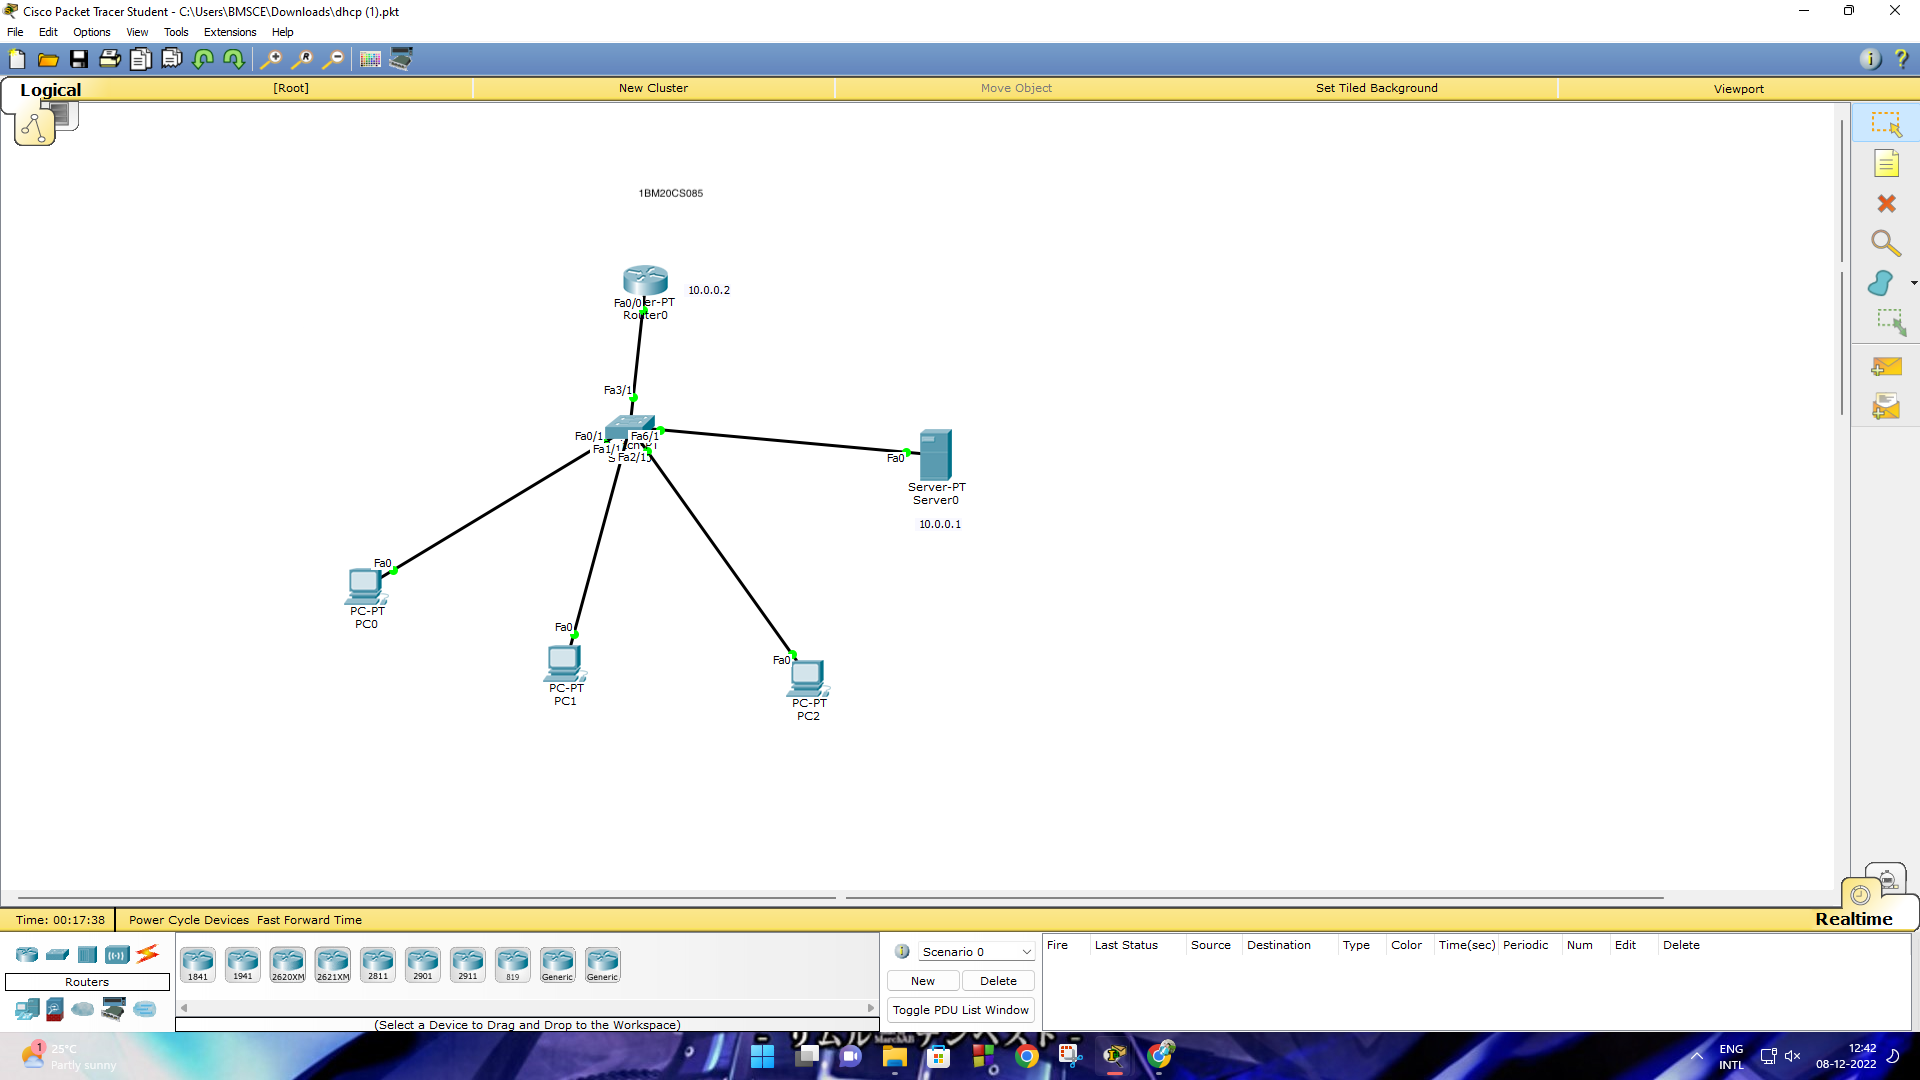 Cisco Packet Tracer Student - C:\Users\BMSCE\Downloads\dhcp (1).pkt
File Edit Options View Tools Extensions Help
Logical [Root] New Cluster Move Object Set Tiled Background Viewport
1BM20CS085
10.0.0.2
Fa0/0 er-PT
Router0
Fa3/1
Fa0/1 Fa6/1
Fa1/1
Fa2/1
Fa0
Server-PT
Server0
10.0.0.1
Fa0
PC-PT
PC0
Fa0
PC-PT
PC1
Fa0
PC-PT
PC2
Time: 00:17:38 Power Cycle Devices Fast Forward Time
Realtime
Routers
1841 1941 2620XM 2621XM 2811 2901 2911 819 Generic Generic
(Select a Device to Drag and Drop to the Workspace)
Scenario 0
New Delete
Toggle PDU List Window
Fire Last Status Source Destination Type Color Time(sec) Periodic Num Edit Delete
1
25°C
Partly sunny
ENG
INTL
12:42
08-12-2022